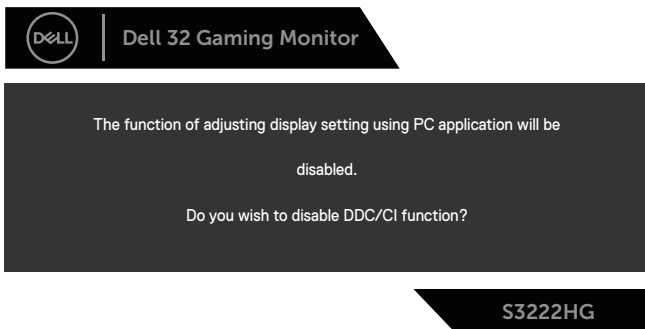 DELL
Dell 32 Gaming Monitor
The function of adjusting display setting using PC application will be
disabled.
Do you wish to disable DDC/CI function?
S3222HG